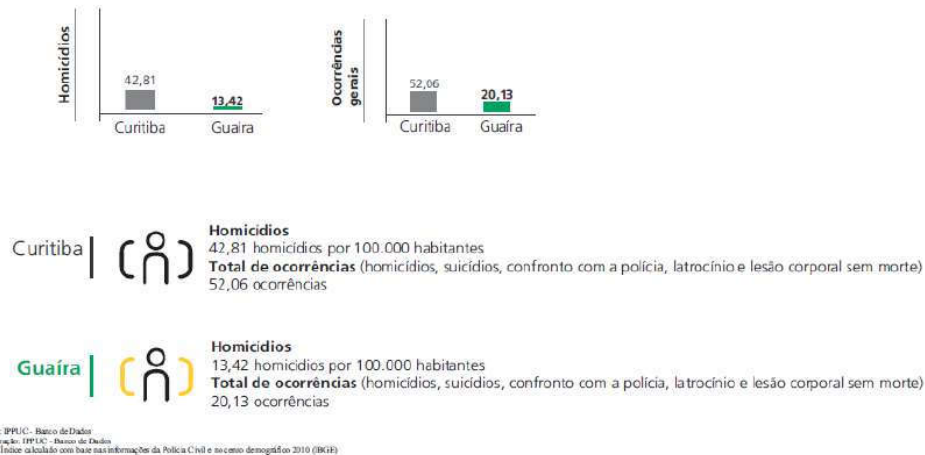 Homicídios
42,81
13,42
Curitiba Guaíra
Ocorrências
gerais
52,06
20,13
Curitiba Guaíra
Curitiba
Homicídios
42,81 homicídios por 100.000 habitantes
Total de ocorrências (homicídios, suicídios, confronto com a polícia, latrocínio e lesão corporal sem morte)
52,06 ocorrências
Guaíra
Homicídios
13,42 homicídios por 100.000 habitantes
Total de ocorrências (homicídios, suicídios, confronto com a polícia, latrocínio e lesão corporal sem morte)
20,13 ocorrências
: IPPUC - Banco de Dados
ração: IPPUC - Banco de Dados
Índice calculado com base nas informações da Polícia Civil e no censo demográfico 2010 (IBGE)